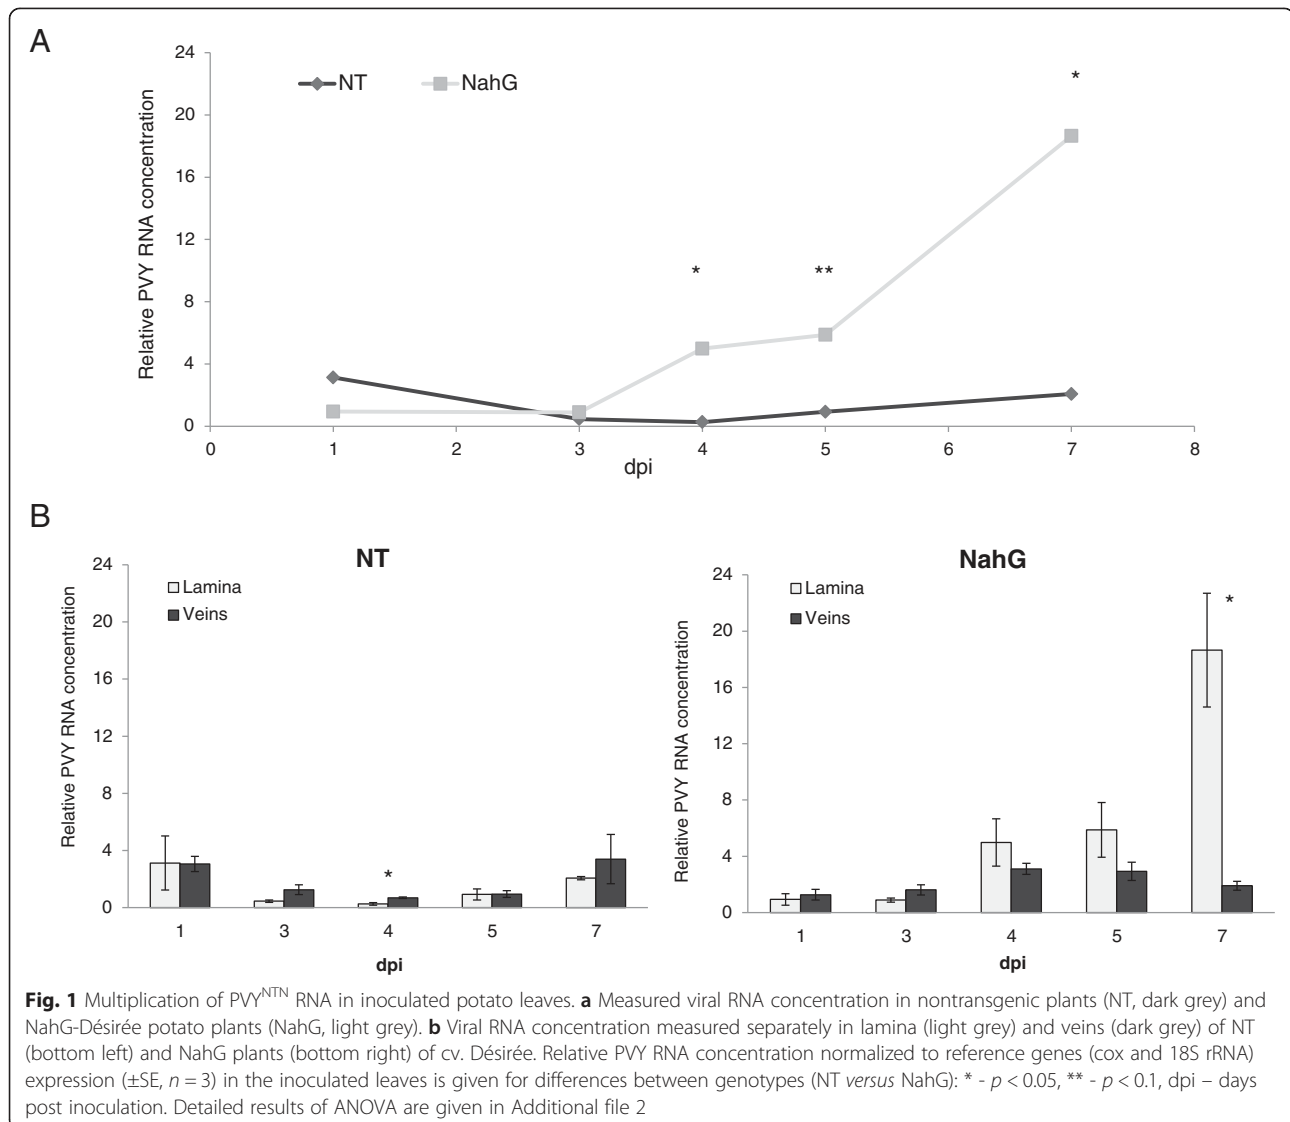 A
24
20
16
12
8
4
0
Relative PVY RNA concentration
NT NahG
* ** *
0 1 2 3 4 5 6 7 8
dpi
B
NT
24
20
16
12
8
4
0
Relative PVY RNA concentration
Lamina
Veins
*
1 3 4 5 7
dpi
NahG
24
20
16
12
8
4
0
Relative PVY RNA concentration
Lamina
Veins
*
1 3 4 5 7
dpi
Fig. 1 Multiplication of PVY^NTN RNA in inoculated potato leaves. a Measured viral RNA concentration in nontransgenic plants (NT, dark grey) and
NahG-Désirée potato plants (NahG, light grey). b Viral RNA concentration measured separately in lamina (light grey) and veins (dark grey) of NT
(bottom left) and NahG plants (bottom right) of cv. Désirée. Relative PVY RNA concentration normalized to reference genes (cox and 18S rRNA)
expression (±SE, n = 3) in the inoculated leaves is given for differences between genotypes (NT versus NahG): * - p < 0.05, ** - p < 0.1, dpi – days
post inoculation. Detailed results of ANOVA are given in Additional file 2